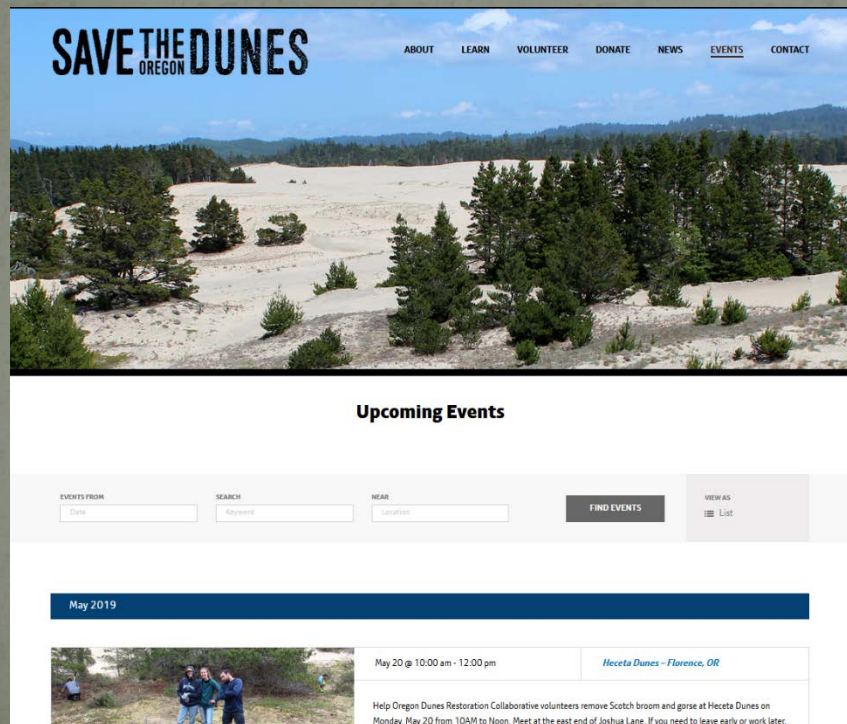 SAVE THE OREGON DUNES
ABOUT LEARN VOLUNTEER DONATE NEWS EVENTS CONTACT
Upcoming Events
EVENTS FROM SEARCH NEAR VIEW AS
Date Keyword Location FIND EVENTS List
May 2019
May 20 @ 10:00 am - 12:00 pm Heceta Dunes – Florence, OR
Help Oregon Dunes Restoration Collaborative volunteers remove Scotch broom and gorse at Heceta Dunes on
Monday, May 20 from 10AM to Noon. Meet at the east end of Joshua Lane. If you need to leave early or work later,